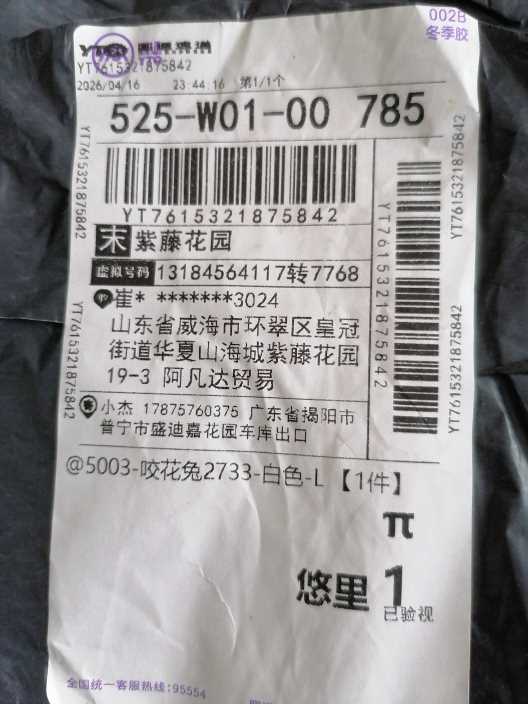 002B
冬季胶
YTO 圆通速递
YT7615321875842
2026/04/16 23:44:16 第1/1个
525-W01-00 785
YT7615321875842
末 紫藤花园
虚拟号码 13184564117转7768
崔* *******3024
山东省威海市环翠区皇冠
街道华夏山海城紫藤花园
19-3 阿凡达贸易
小杰 17875760375 广东省揭阳市
普宁市盛迪嘉花园车库出口
YT7615321875842
YT7615321875842
YT7615321875842
YT7615321875842
YT7615321875842
@5003-咬花兔2733-白色-L【1件】
π
悠里 1
已验视
全国统一客服热线:95554